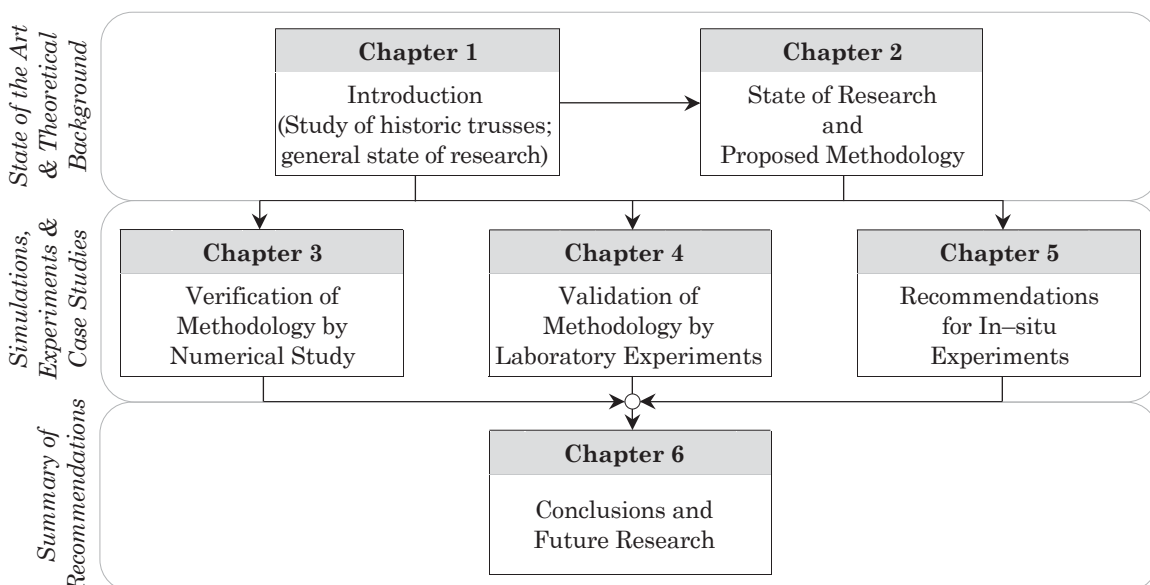 State of the Art
& Theoretical
Background
Chapter 1
Introduction
(Study of historic trusses;
general state of research)
Chapter 2
State of Research
and
Proposed Methodology
Simulations,
Experiments &
Case Studies
Chapter 3
Verification of
Methodology by
Numerical Study
Chapter 4
Validation of
Methodology by
Laboratory Experiments
Chapter 5
Recommendations
for In–situ
Experiments
Summary of
Recommendations
Chapter 6
Conclusions and
Future Research